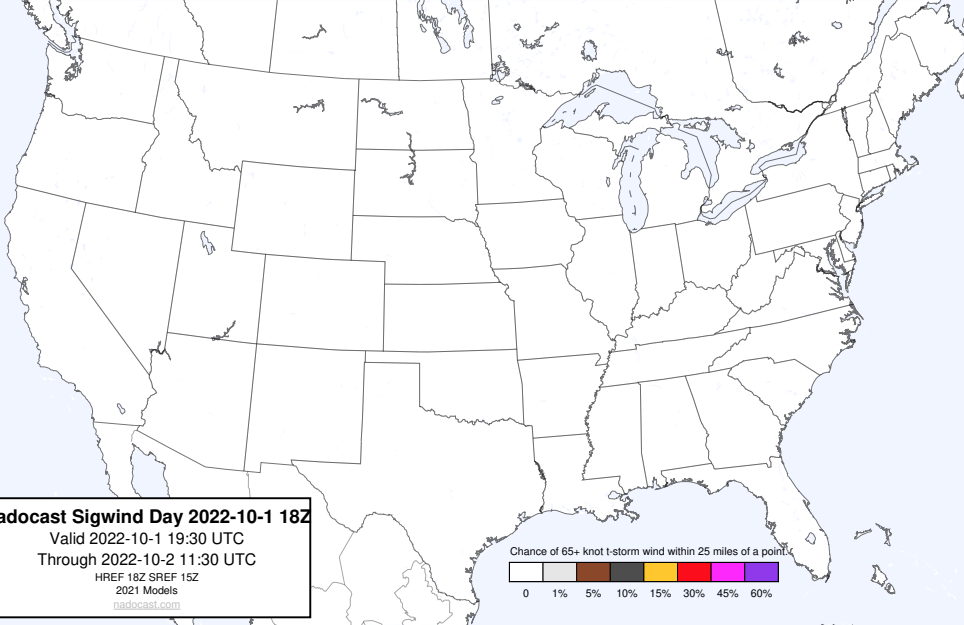 adocast Sigwind Day 2022-10-1 18Z
Valid 2022-10-1 19:30 UTC
Through 2022-10-2 11:30 UTC
HREF 18Z SREF 15Z
2021 Models
nadocast.com
Chance of 65+ knot t-storm wind within 25 miles of a point.
0 1% 5% 10% 15% 30% 45% 60%